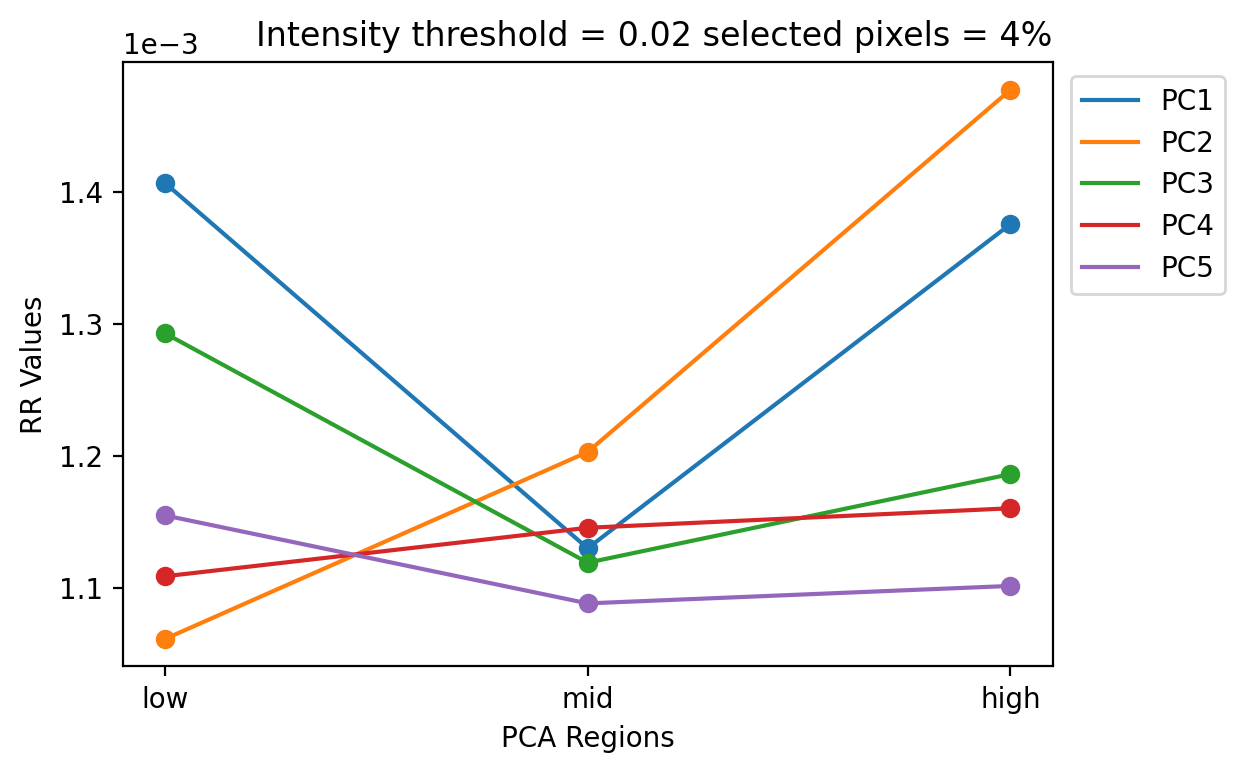 Intensity threshold = 0.02 selected pixels = 4%
1e−3
1.4
1.3
1.2
1.1
RR Values
low
mid
high
PCA Regions
PC1
PC2
PC3
PC4
PC5